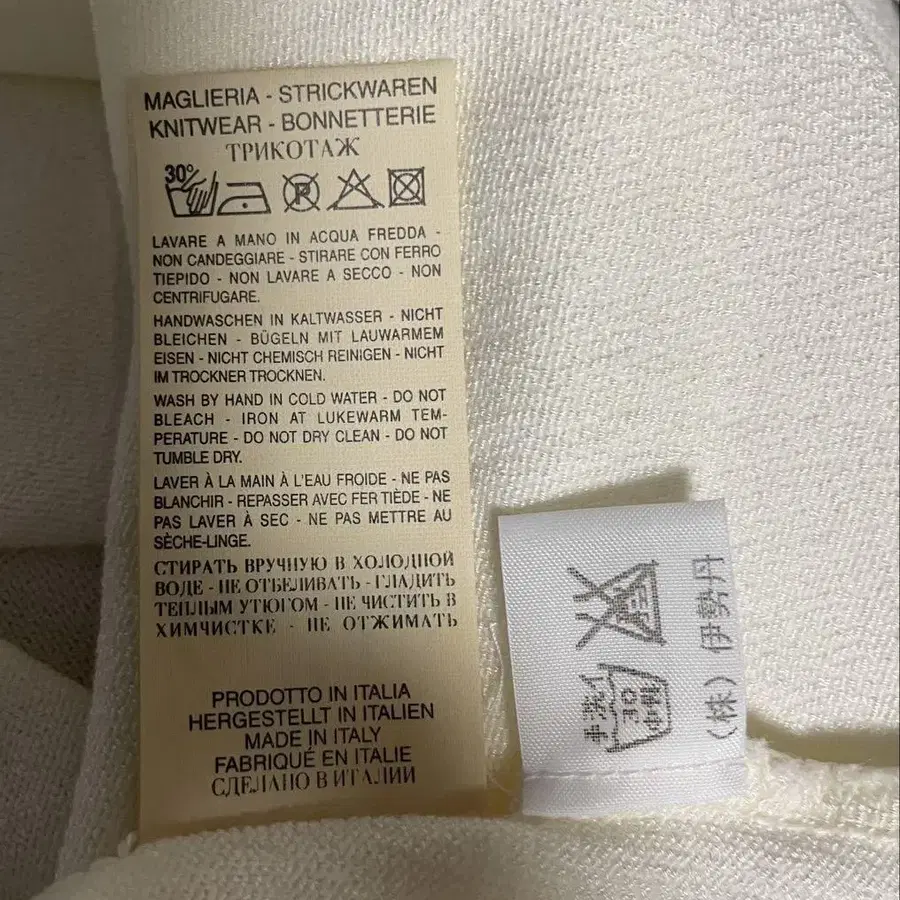 MAGLIERIA - STRICKWAREN
KNITWEAR - BONNETTERIE
ТРИКОТАЖ
30°
P
LAVARE A MANO IN ACQUA FREDDA -
NON CANDEGGIARE - STIRARE CON FERRO
TIEPIDO - NON LAVARE A SECCO - NON
CENTRIFUGARE.
HANDWASCHEN IN KALTWASSER - NICHT
BLEICHEN - BÜGELN MIT LAUWARMEM
EISEN - NICHT CHEMISCH REINIGEN - NICHT
IM TROCKNER TROCKNEN.
WASH BY HAND IN COLD WATER - DO NOT
BLEACH - IRON AT LUKEWARM TEM-
PERATURE - DO NOT DRY CLEAN - DO NOT
TUMBLE DRY.
LAVER À LA MAIN À L'EAU FROIDE - NE PAS
BLANCHIR - REPASSER AVEC FER TIÈDE - NE
PAS LAVER À SEC - NE PAS METTRE AU
SÈCHE-LINGE.
СТИРАТЬ ВРУЧНУЮ В ХОЛОДНОЙ
ВОДЕ - НЕ ОТБЕЛИВАТЬ - ГЛАДИТЬ
ТЕПЛЫМ УТЮГОМ - НЕ ЧИСТИТЬ В
ХИМЧИСТКЕ - НЕ ОТЖИМАТЬ
PRODOTTO IN ITALIA
HERGESTELLT IN ITALIEN
MADE IN ITALY
FABRIQUÉ EN ITALIE
СДЕЛАНО В ИТАЛИИ
手洗イ
30
中性
(株) 伊勢丹